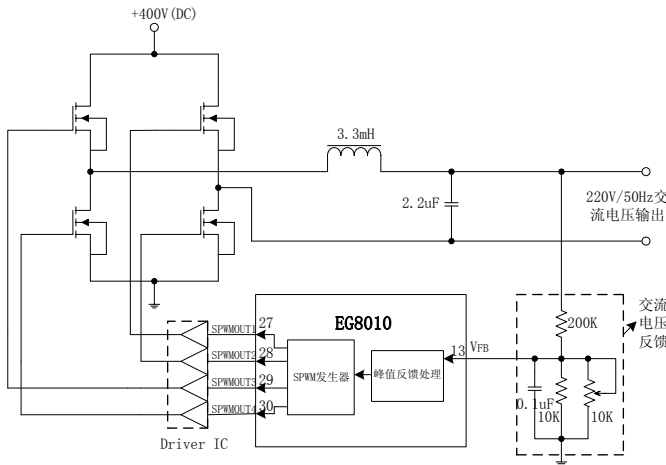 +400V(DC)
3.3mH
2.2uF
220V/50Hz交
流电压输出
EG8010
SPWMOUT1
27
SPWMOUT2
28
SPWMOUT3
29
SPWMOUT4
30
SPWM发生器
峰值反馈处理
13
VFB
200K
交流
电压
反馈
0.1uF
10K
10K
Driver IC